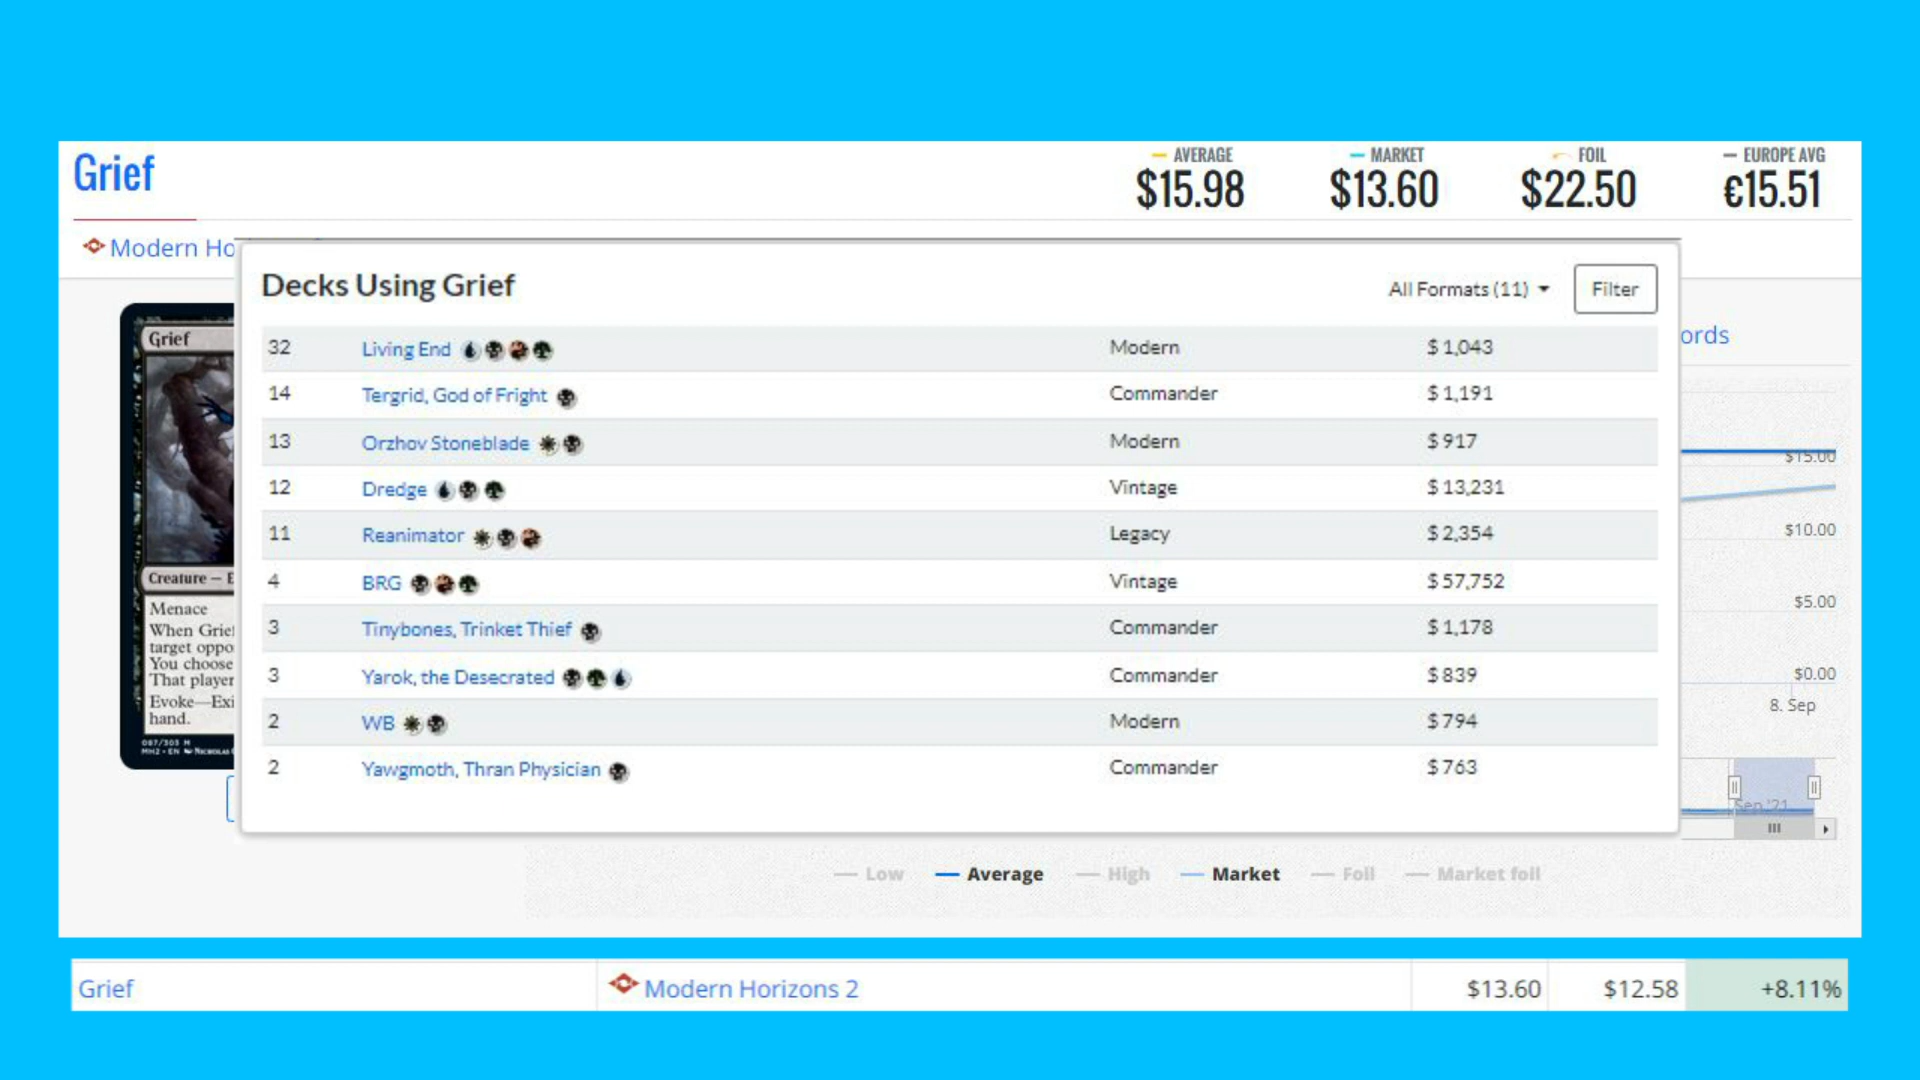 Grief
AVERAGE MARKET FOIL EUROPE AVG
$15.98 $13.60 $22.50 €15.51
Modern Ho
Decks Using Grief All Formats (11) Filter
32 Living End Modern $ 1,043
14 Tergrid, God of Fright Commander $ 1,191
13 Orzhov Stoneblade Modern $ 917
12 Dredge Vintage $ 13,231
11 Reanimator Legacy $ 2,354
4 BRG Vintage $ 57,752
3 Tinybones, Trinket Thief Commander $ 1,178
3 Yarok, the Desecrated Commander $ 839
2 WB Modern $ 794
2 Yawgmoth, Thran Physician Commander $ 763
Grief
Creature — E
Menace
When Grief
target oppo
You choose
That player
Evoke—Exi
hand.
087/303 M
MH2 • EN NICHOLAS
ords
$15.00
$10.00
$5.00
$0.00
8. Sep
Sep '21
Low Average High Market Foil Market foil
Grief Modern Horizons 2 $13.60 $12.58 +8.11%